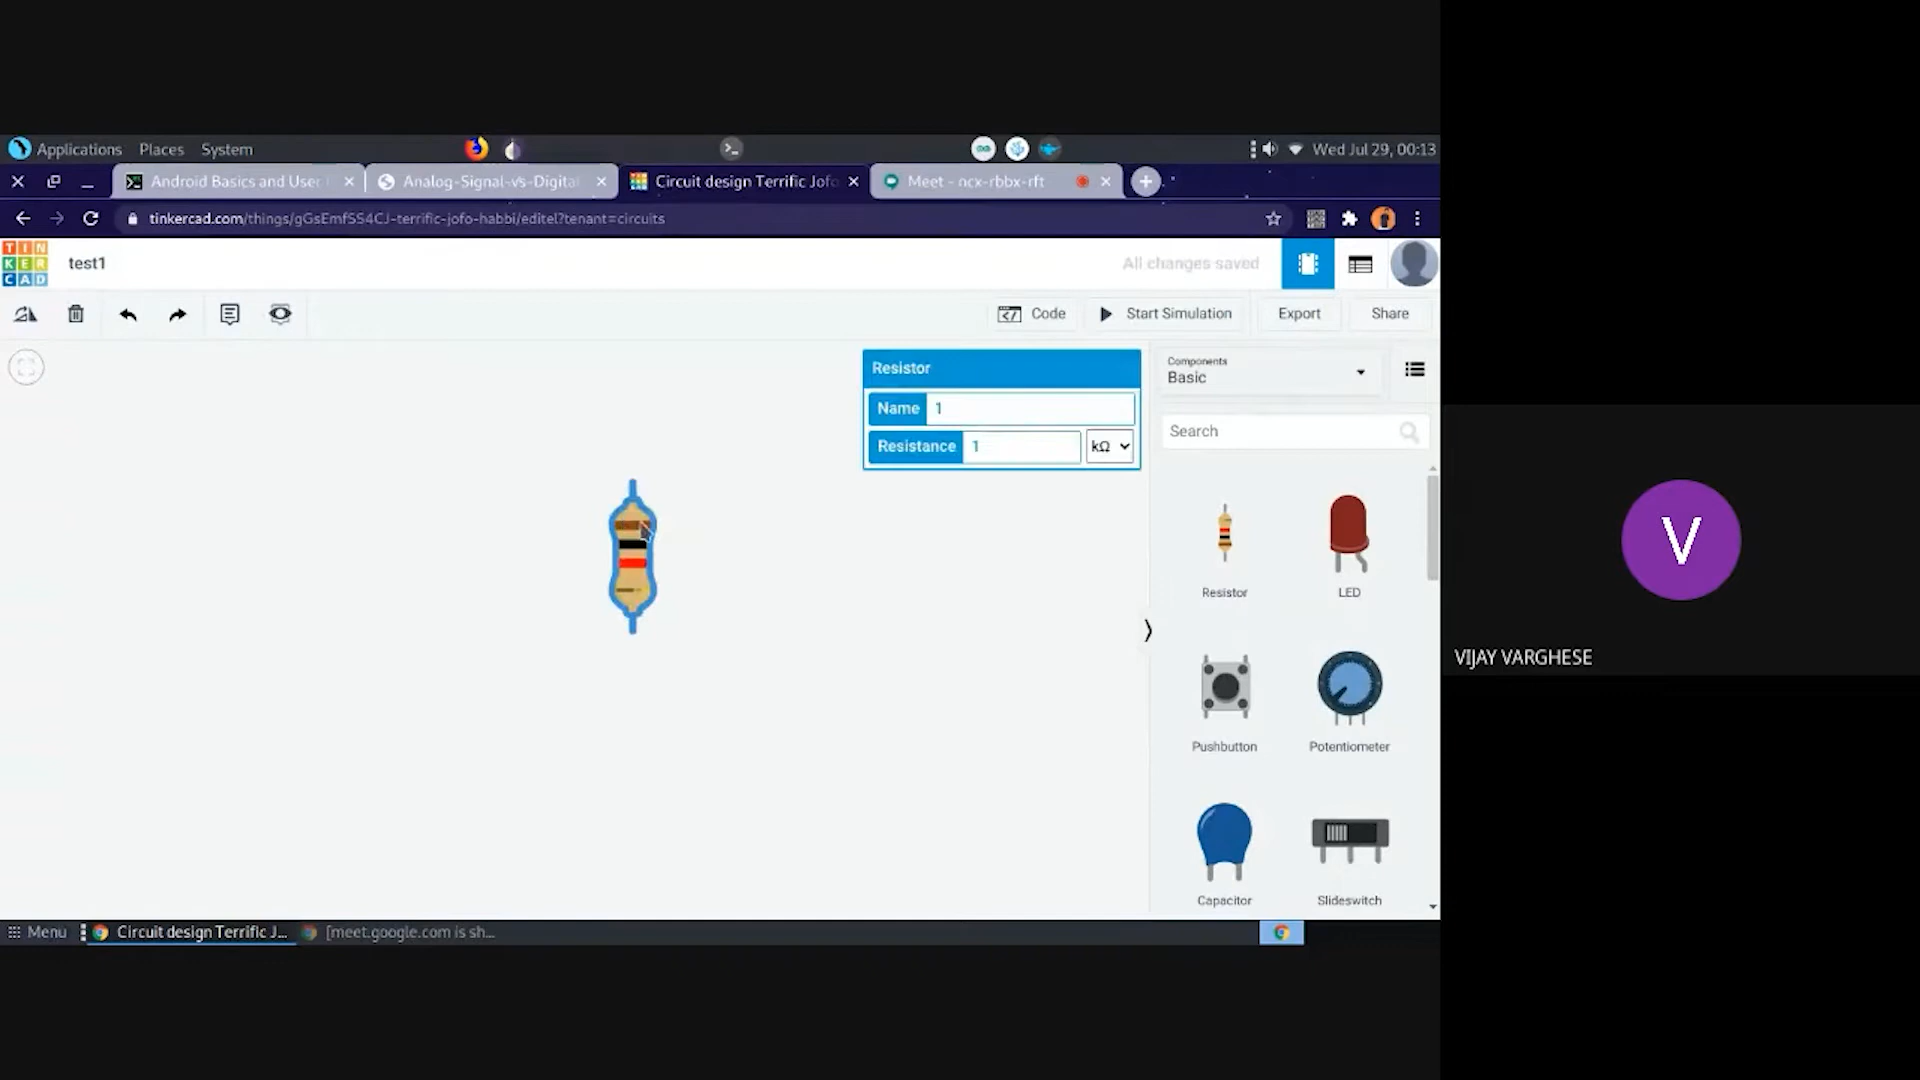 Applications Places System
Wed Jul 29, 00:13
Android Basics and User
Analog-Signal-vs-Digital
Circuit design Terrific Jofo
Meet - ncx-rbbx-rft
tinkercad.com/things/gGsEmfSS4CJ-terrific-jofo-habbi/editel?tenant=circuits
TIN
KER
CAD
test1
All changes saved
Code
Start Simulation
Export
Share
Resistor
Name 1
Resistance 1 kΩ
Components
Basic
Search
Resistor
LED
Pushbutton
Potentiometer
Capacitor
Slideswitch
V
VIJAY VARGHESE
Menu
Circuit design Terrific J...
[meet.google.com is sh...